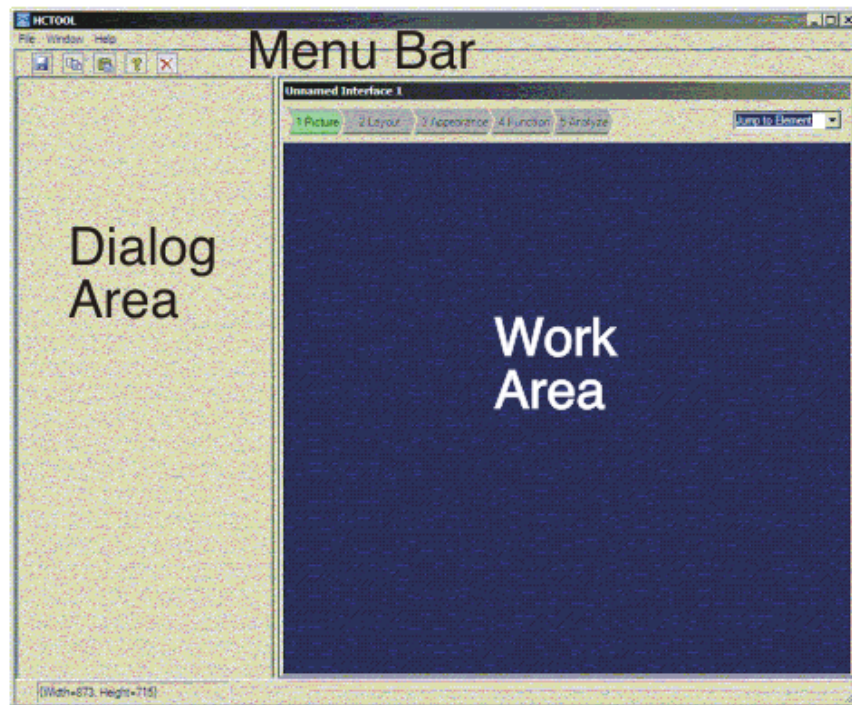 HCTOOL
File Window Help
Menu Bar
Unnamed Interface 1
1 Picture 2 Layout 3 Appearance 4 Function 5 Analyze
Jump to Element
Dialog
Area
Work
Area
{Width=873, Height=715}